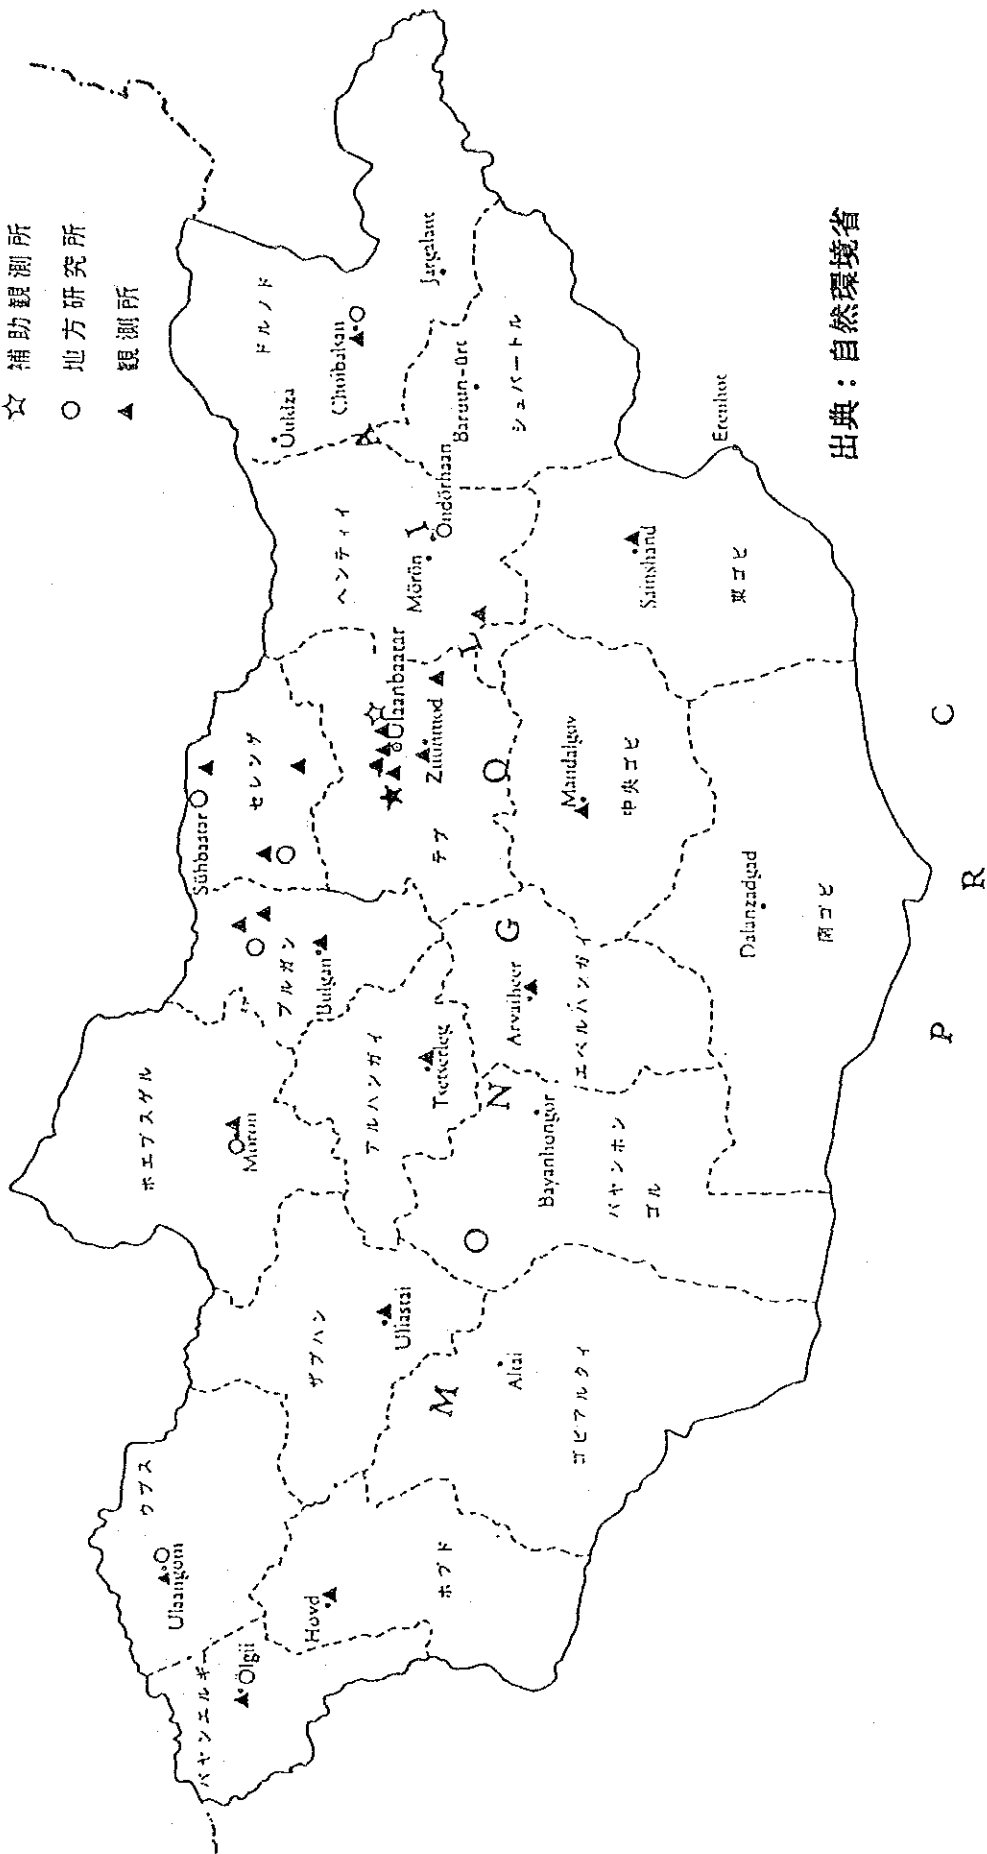 ☆ 補助観測所
○ 地方研究所
▲ 観測所
バヤンエルギー
Ölgii
ウブス
Ulaangom
Hovd
ホブド
ザブハン
Uliastai
Altai
ゴビアルタイ
ホエブスゲル
Mörön
アルハンガイ
Tsetserleg
Bayanhongor
バヤンホン
ゴル
ブルガン
Bulgan
Arvaiheer
エベルハンガイ
Sühbaatar
セレンゲ
Ulaanbaatar
Zuunmod
テブ
Mandalgov
中央ゴビ
Dalanzadgad
南ゴビ
ヘンティイ
Mörön
Öndörhaan
Sainshand
東ゴビ
ドルノド
Ouldza
Choibalsan
Jargalant
Baruun-ürt
シュバートル
Erenhot
M O N G O L I A
P R C
出典：自然環境省